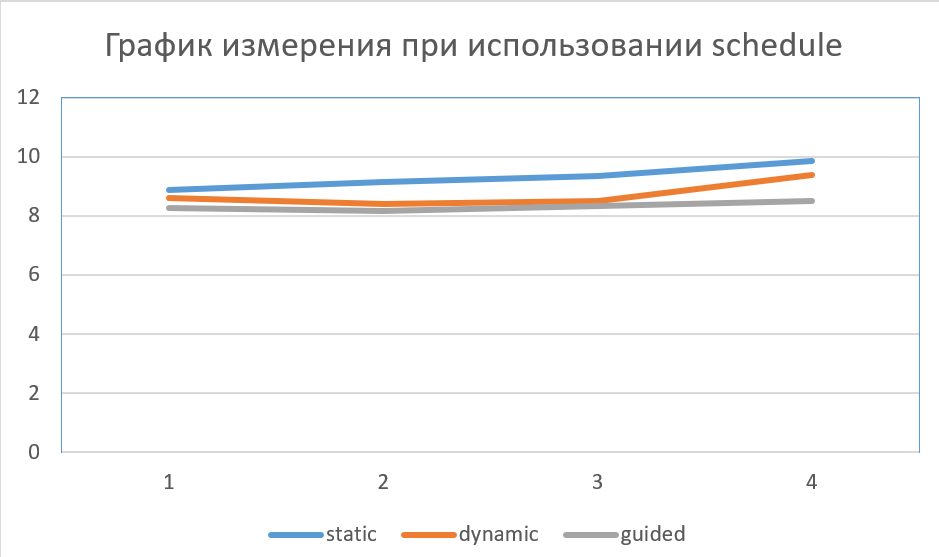 График измерения при использовании schedule
12
10
8
6
4
2
0
1 2 3 4
static dynamic guided